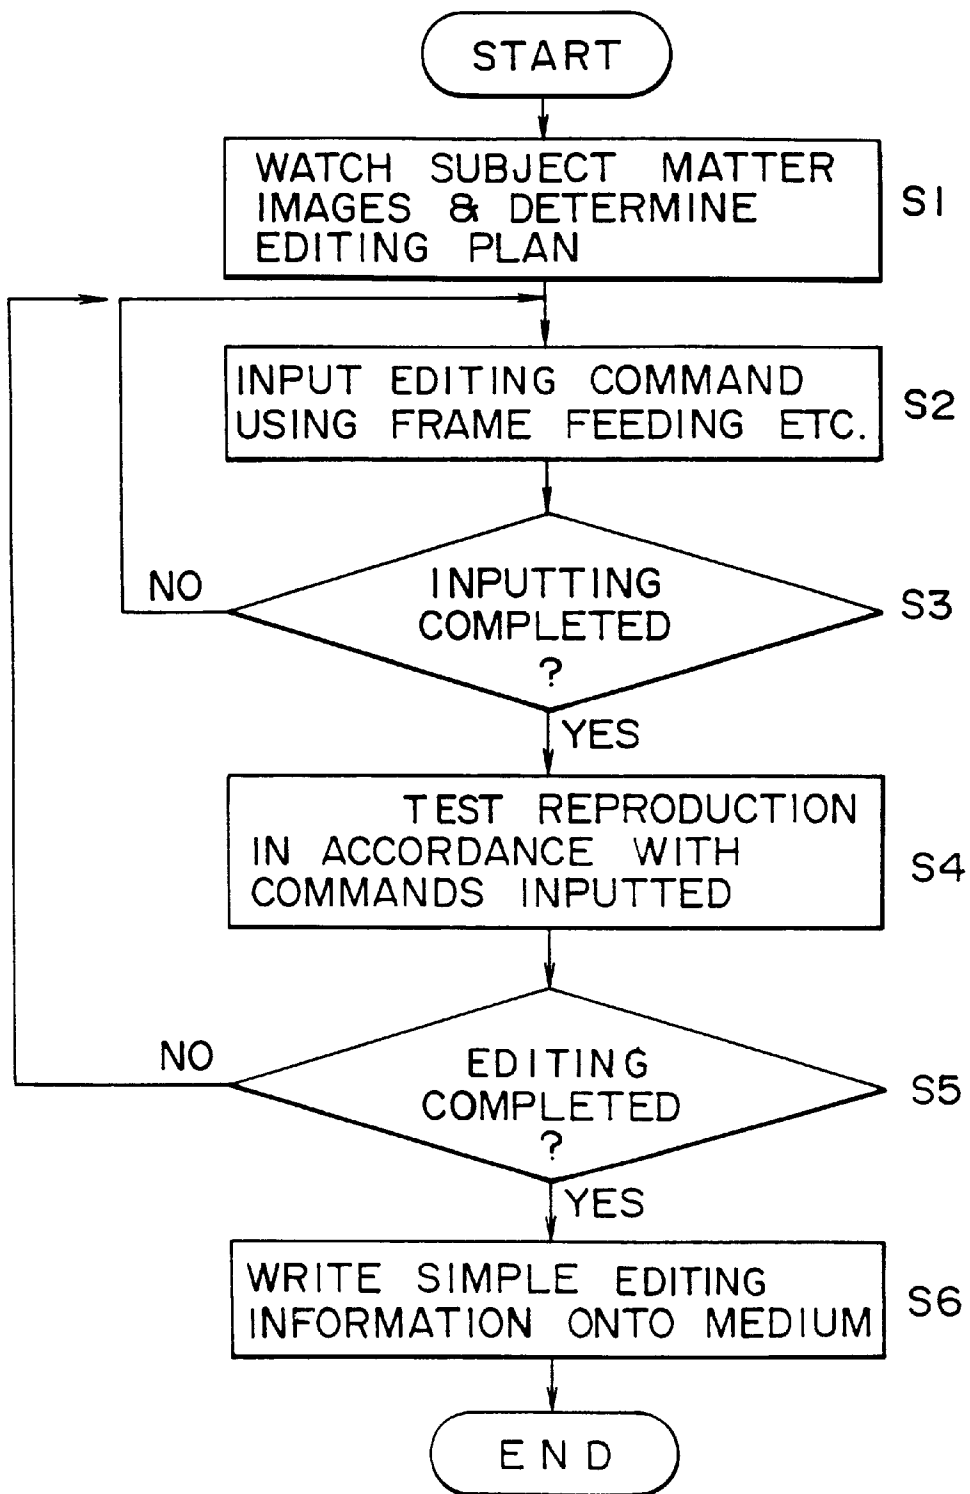 START
WATCH SUBJECT MATTER
IMAGES & DETERMINE
EDITING PLAN
S1
INPUT EDITING COMMAND
USING FRAME FEEDING ETC.
S2
NO
INPUTTING
COMPLETED
?
S3
YES
TEST REPRODUCTION
IN ACCORDANCE WITH
COMMANDS INPUTTED
S4
NO
EDITING
COMPLETED
?
S5
YES
WRITE SIMPLE EDITING
INFORMATION ONTO MEDIUM
S6
END